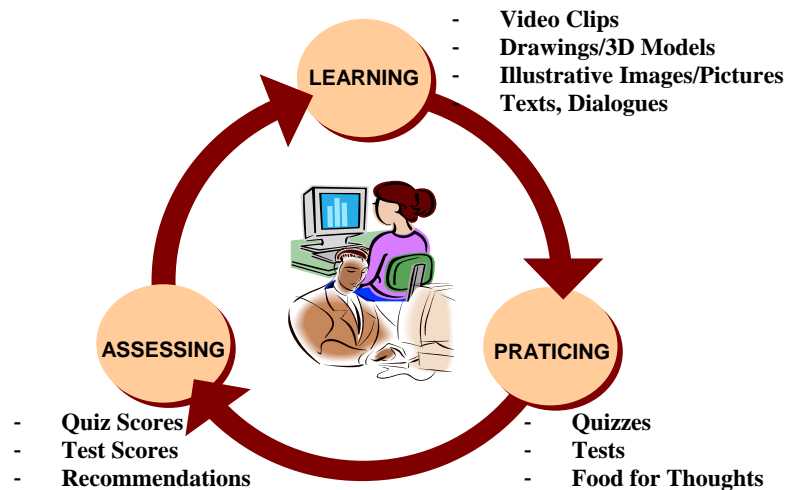 LEARNING
- Video Clips
- Drawings/3D Models
- Illustrative Images/Pictures
- Texts, Dialogues
PRATICING
- Quizzes
- Tests
- Food for Thoughts
ASSESSING
- Quiz Scores
- Test Scores
- Recommendations